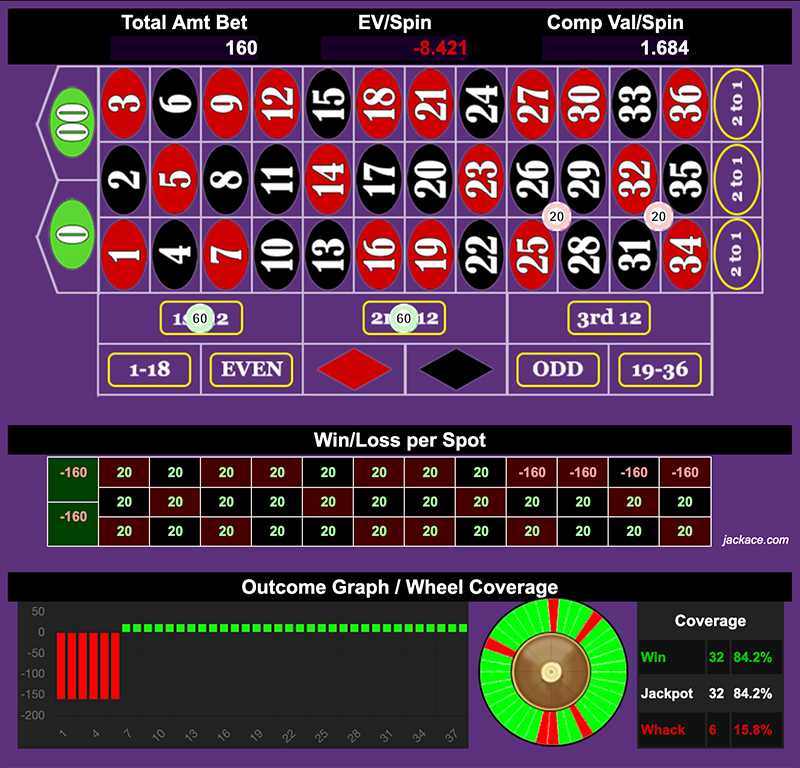 Total Amt Bet EV/Spin Comp Val/Spin
160 -8.421 1.684
00 3 6 9 12 15 18 21 24 27 30 33 36 2 to 1
2 5 8 11 14 17 20 23 26 29 32 35 2 to 1
20 20
0 1 4 7 10 13 16 19 22 25 28 31 34 2 to 1
60 60 3rd 12
1-18 EVEN ODD 19-36
Win/Loss per Spot
-160 20 20 20 20 20 20 20 20 -160 -160 -160 -160
20 20 20 20 20 20 20 20 20 20 20 20
-160 20 20 20 20 20 20 20 20 20 20 20 20
jackace.com
Outcome Graph / Wheel Coverage
50
0
-50
-100
-150
-200
1 4 7 10 13 16 19 22 25 28 31 34 37
Coverage
Win 32 84.2%
Jackpot 32 84.2%
Whack 6 15.8%